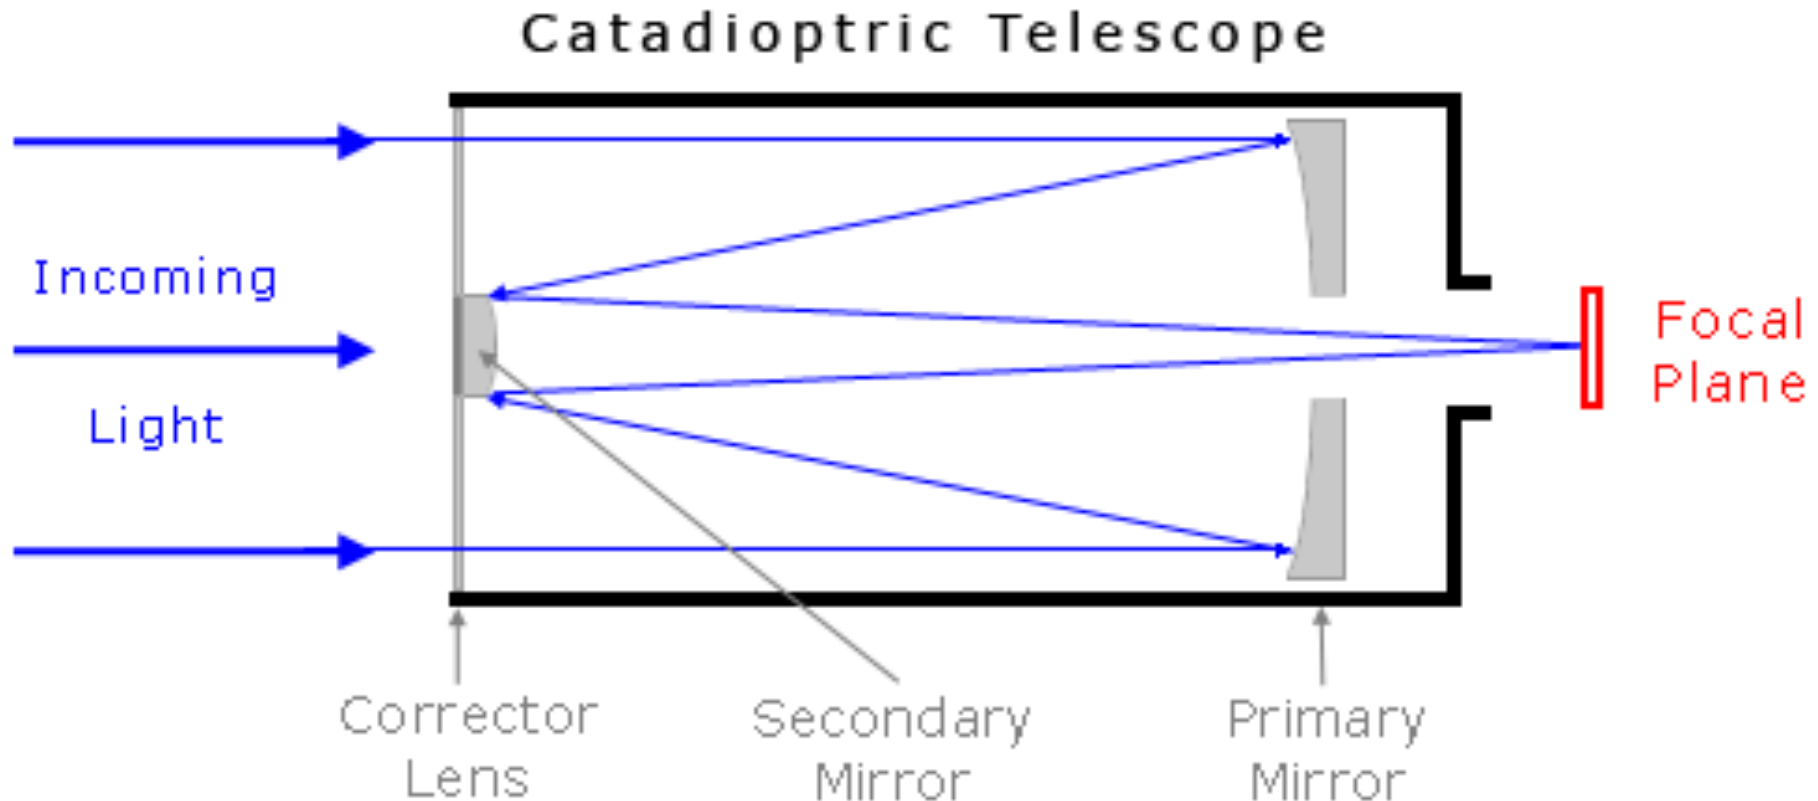 Catadioptric Telescope
Incoming
Light
Focal
Plane
Corrector
Lens
Secondary
Mirror
Primary
Mirror